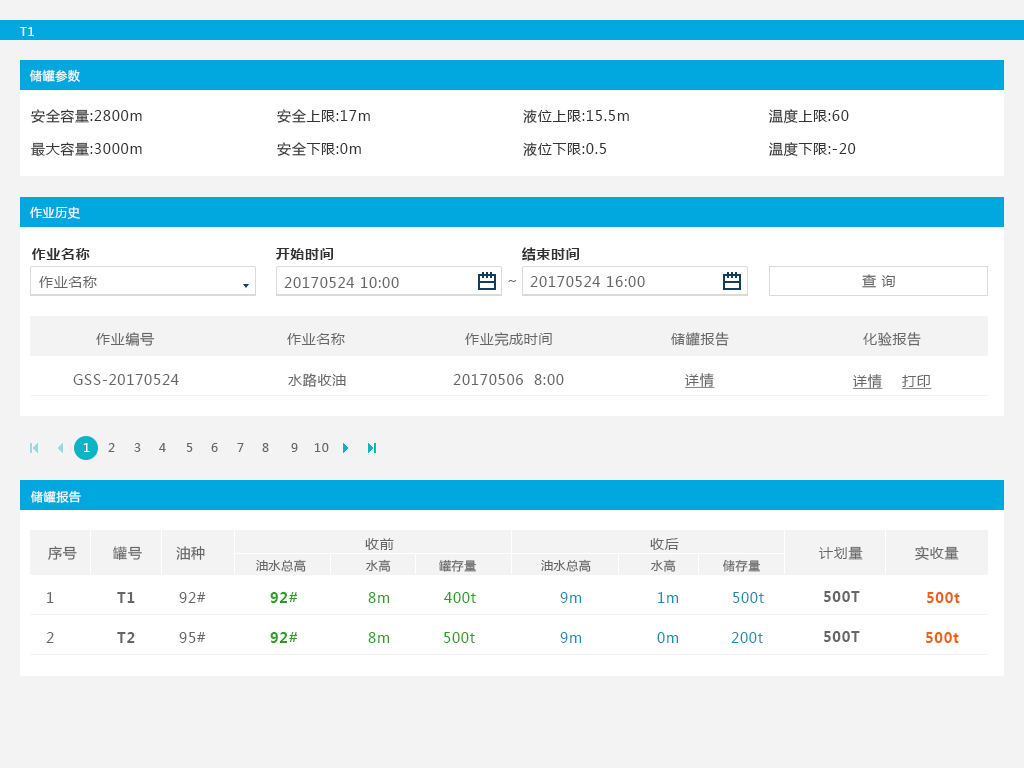 T1
储罐参数
安全容量:2800m 安全上限:17m 液位上限:15.5m 温度上限:60
最大容量:3000m 安全下限:0m 液位下限:0.5 温度下限:-20
作业历史
作业名称 开始时间 结束时间
作业名称 20170524 10:00 ~ 20170524 16:00 查 询
作业编号 作业名称 作业完成时间 储罐报告 化验报告
GSS-20170524 水路收油 20170506 8:00 详情 详情 打印
1 2 3 4 5 6 7 8 9 10
储罐报告
序号 罐号 油种 收前 收后 计划量 实收量
油水总高 水高 罐存量 油水总高 水高 储存量
1 T1 92# 92# 8m 400t 9m 1m 500t 500T 500t
2 T2 95# 92# 8m 500t 9m 0m 200t 500T 500t